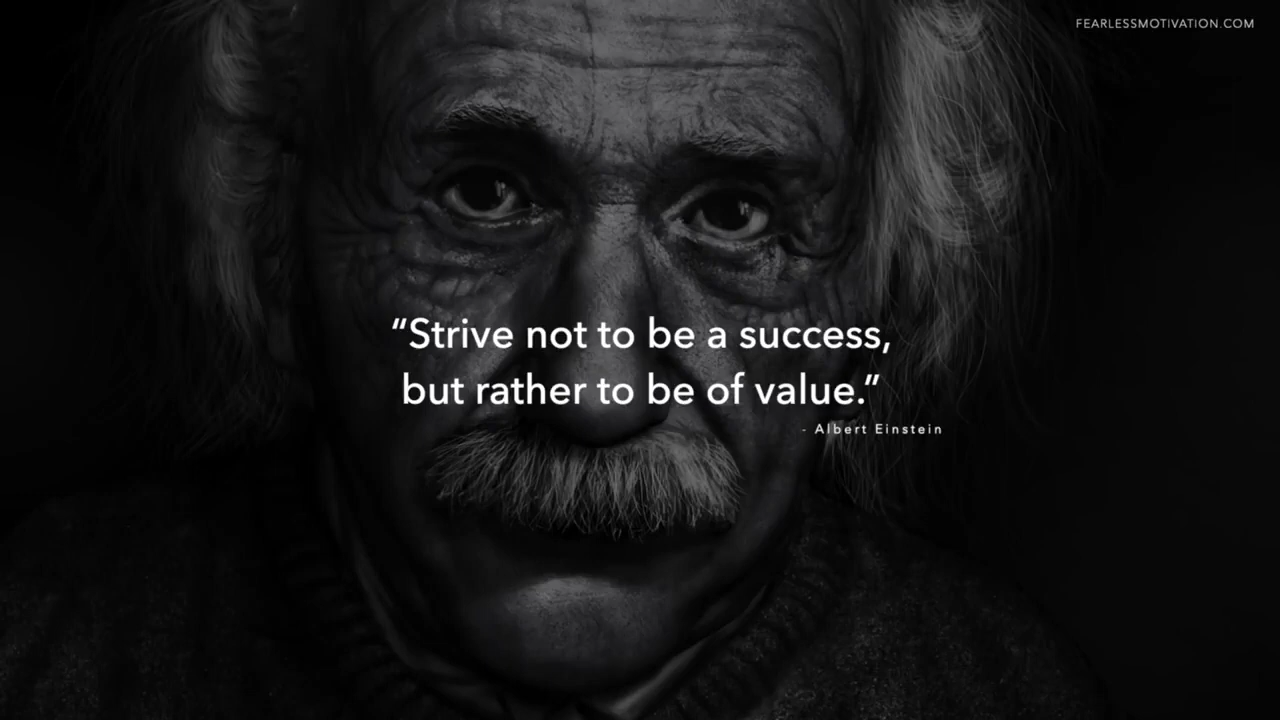 FEARLESSMOTIVATION.COM
“Strive not to be a success,
but rather to be of value.”
- Albert Einstein